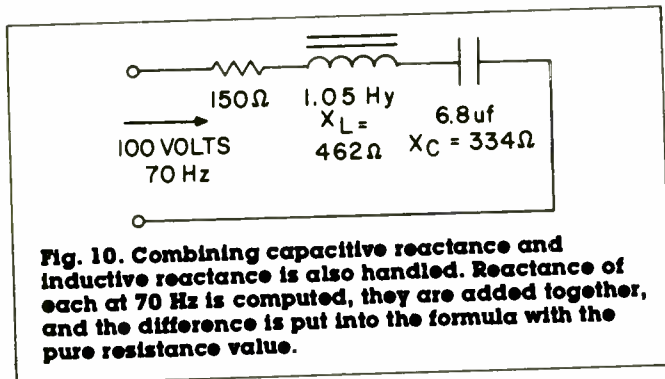 150Ω 1.05 Hy
X L =
462Ω
6.8uf
X C = 334Ω
100 VOLTS
70 Hz
Fig. 10. Combining capacitive reactance and
inductive reactance is also handled. Reactance of
each at 70 Hz is computed, they are added together,
and the difference is put into the formula with the
pure resistance value.